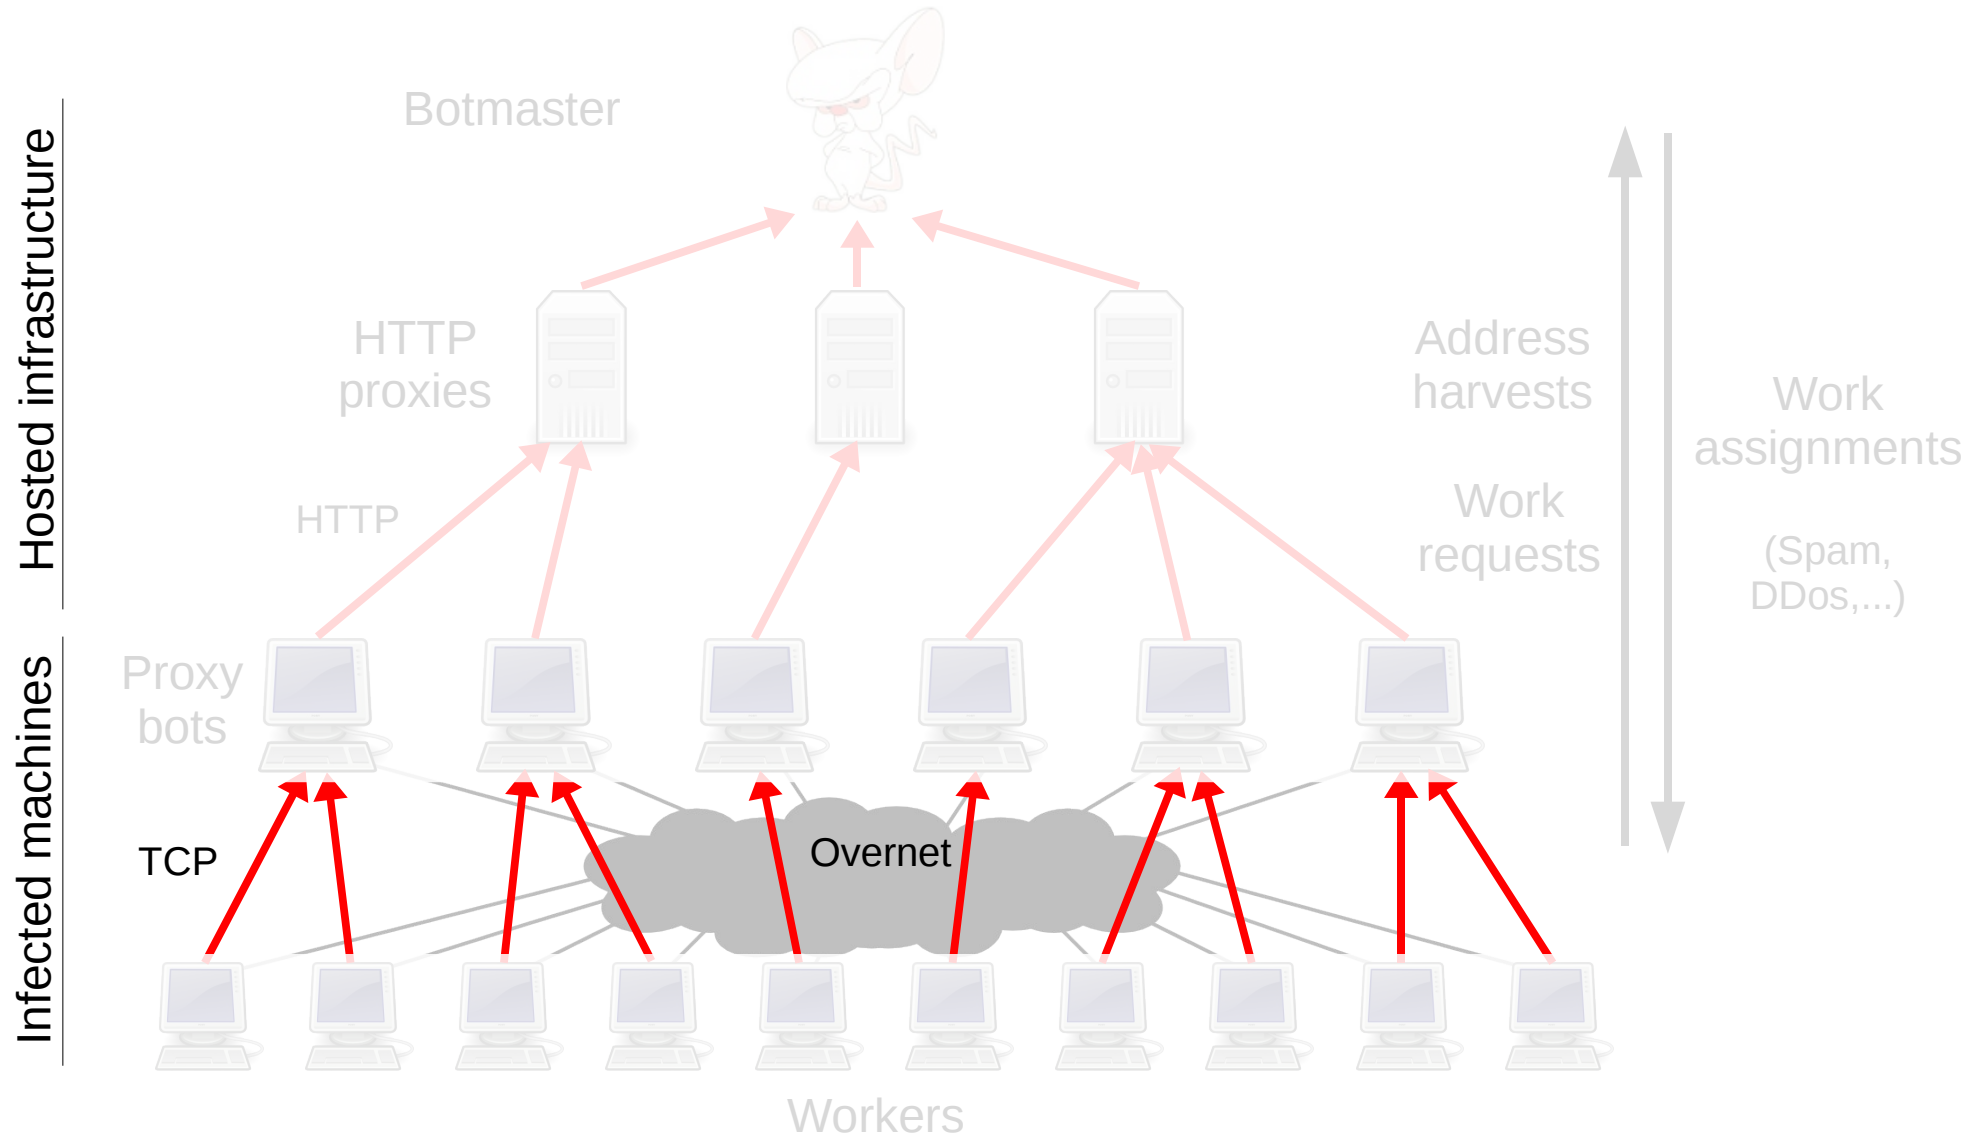 Botmaster
Hosted infrastructure
HTTP
proxies
Address
harvests
Work
assignments
HTTP
Work
requests
(Spam,
DDos,...)
Proxy
bots
Infected machines
TCP
Overnet
Workers